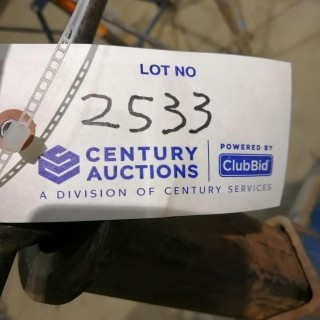 LOT NO
2533
CENTURY AUCTIONS
POWERED BY
ClubBid
A DIVISION OF CENTURY SERVICES